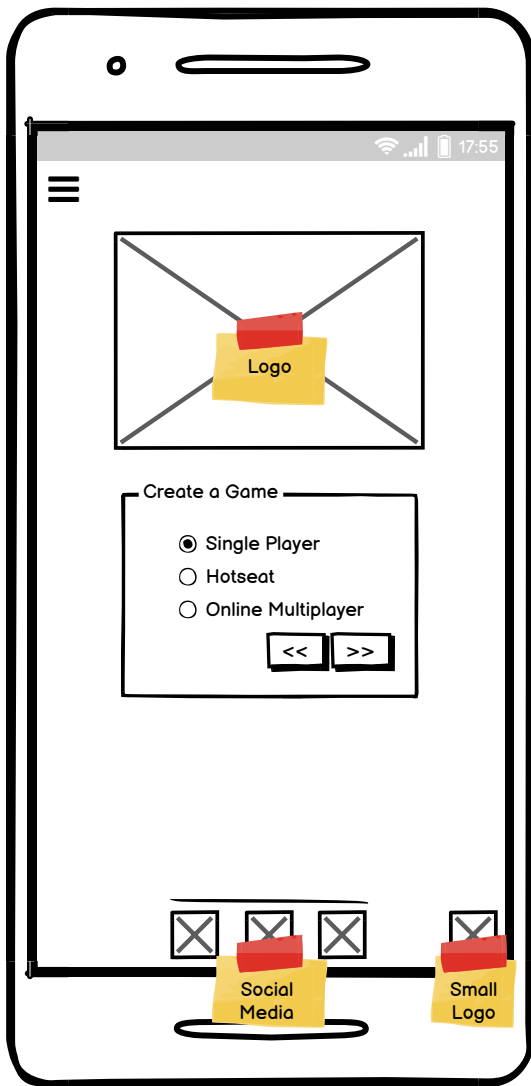 17:55
Logo
Create a Game
Single Player
Hotseat
Online Multiplayer
<< >>
Social
Media
Small
Logo